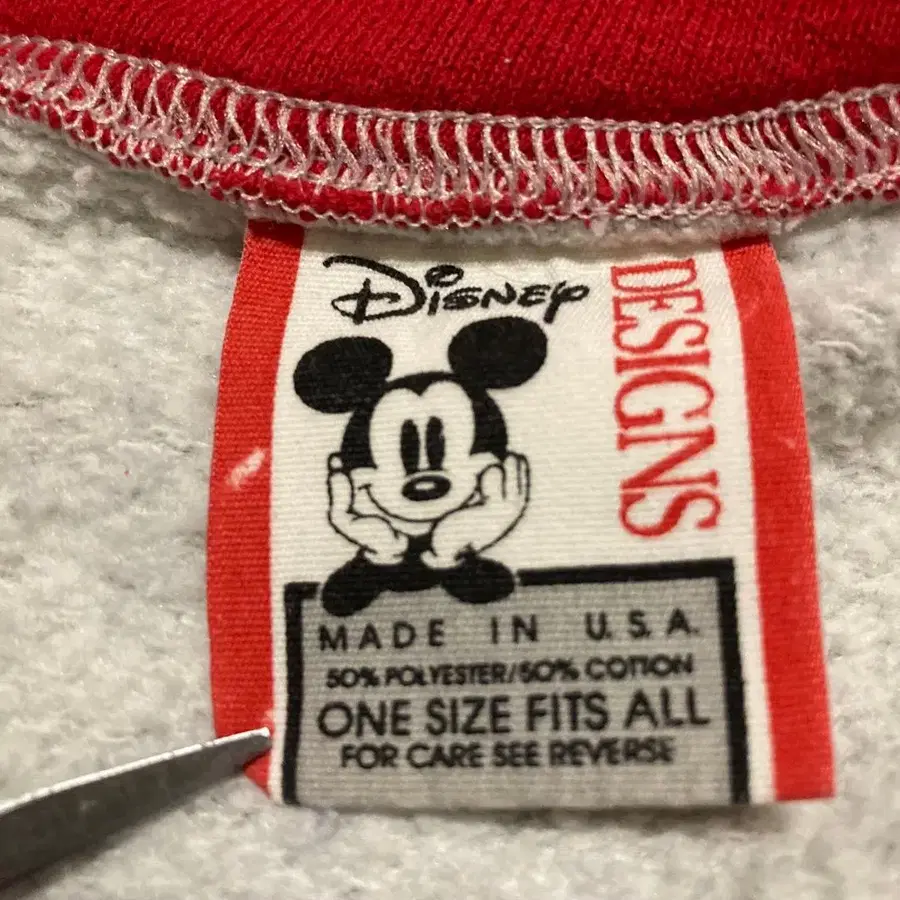 Disney
DESIGNS
MADE IN U.S.A.
50% POLYESTER/50% COTTON
ONE SIZE FITS ALL
FOR CARE SEE REVERSE